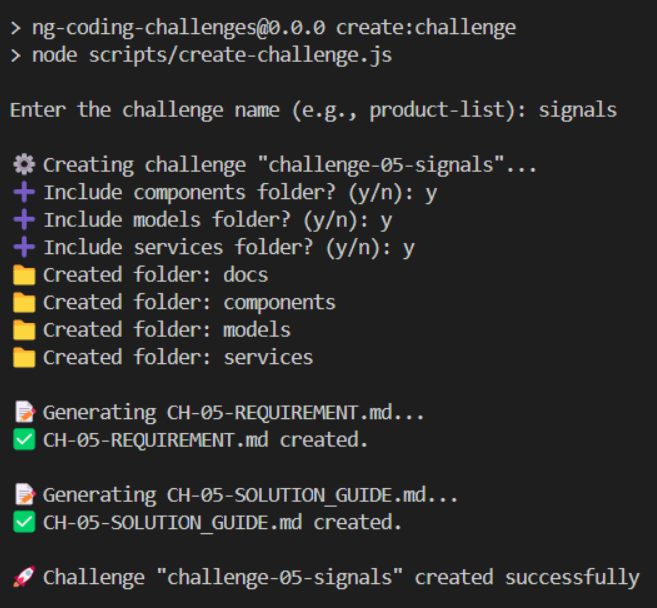 > ng-coding-challenges@0.0.0 create:challenge
> node scripts/create-challenge.js
Enter the challenge name (e.g., product-list): signals
⚙️ Creating challenge "challenge-05-signals"...
➕ Include components folder? (y/n): y
➕ Include models folder? (y/n): y
➕ Include services folder? (y/n): y
📁 Created folder: docs
📁 Created folder: components
📁 Created folder: models
📁 Created folder: services
📝 Generating CH-05-REQUIREMENT.md...
✅ CH-05-REQUIREMENT.md created.
📝 Generating CH-05-SOLUTION_GUIDE.md...
✅ CH-05-SOLUTION_GUIDE.md created.
🚀 Challenge "challenge-05-signals" created successfully